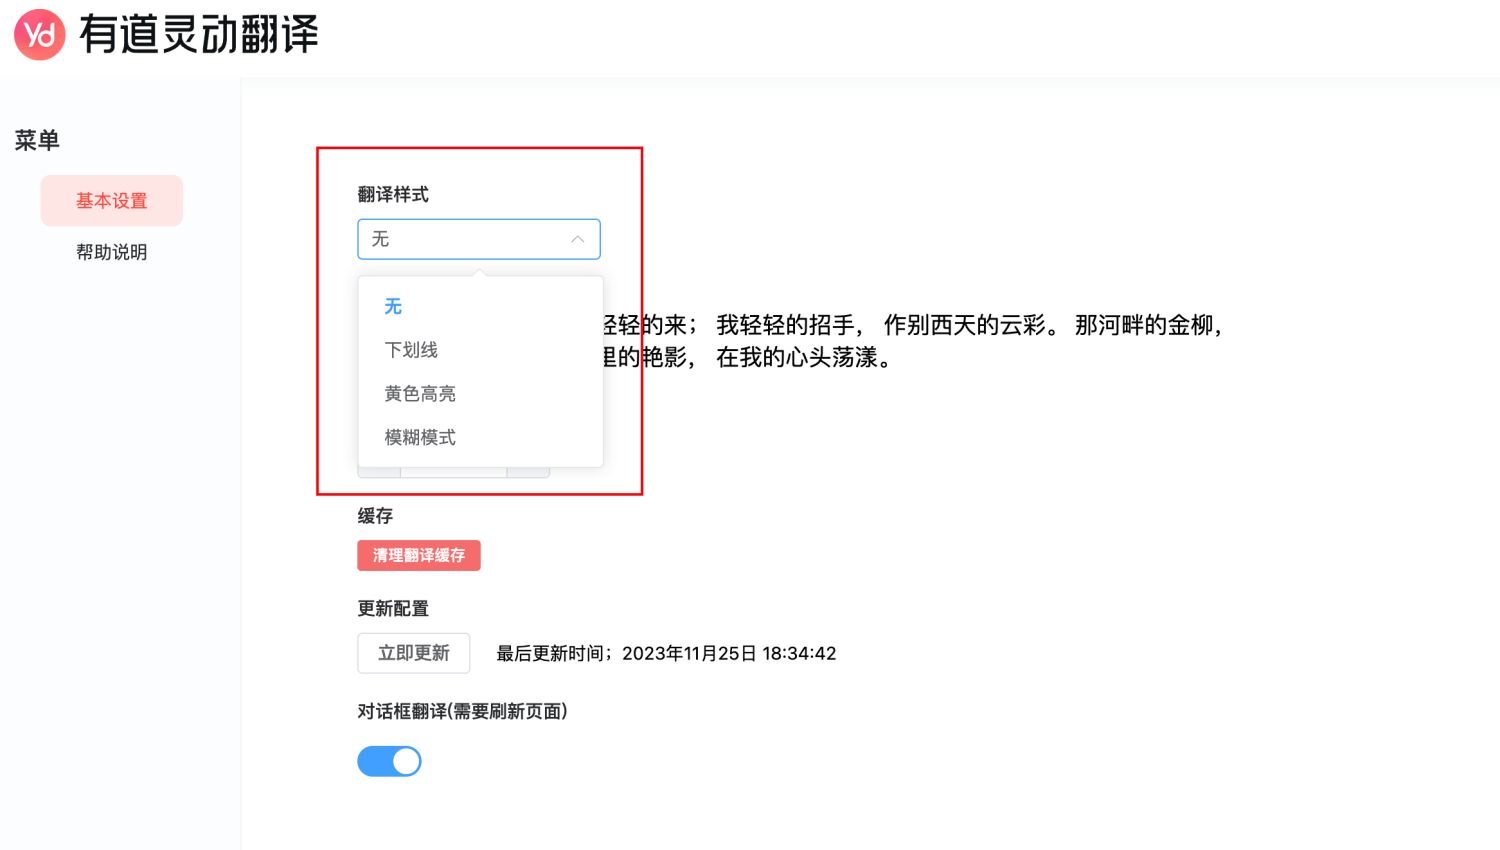 Yd 有道灵动翻译
菜单
基本设置
帮助说明
翻译样式
无
无
下划线
黄色高亮
模糊模式
轻轻的来； 我轻轻的招手， 作别西天的云彩。 那河畔的金柳，
里的艳影， 在我的心头荡漾。
缓存
清理翻译缓存
更新配置
立即更新 最后更新时间；2023年11月25日 18:34:42
对话框翻译(需要刷新页面)